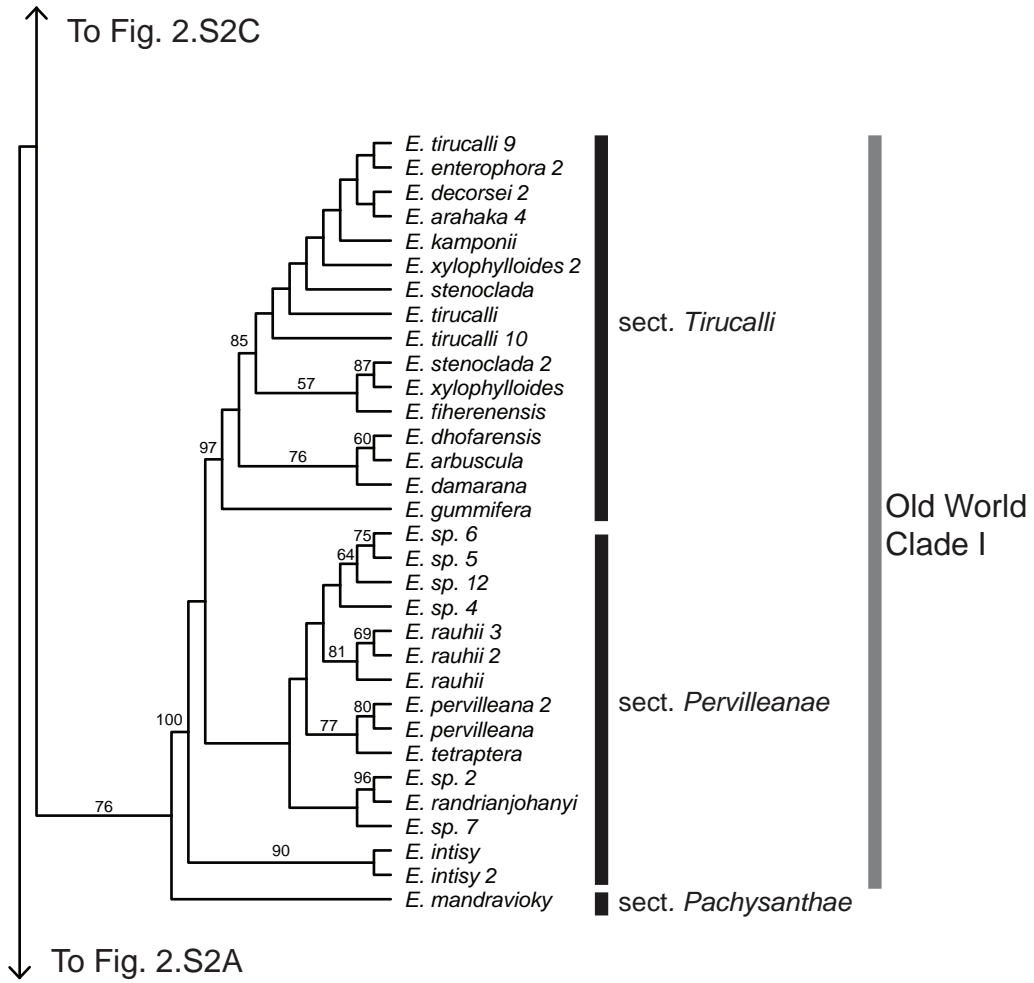 To Fig. 2.S2C
E. tirucalli 9
E. enterophora 2
E. decorsei 2
E. arahaka 4
E. kamponii
E. xylophylloides 2
E. stenoclada
E. tirucalli
sect. Tirucalli
E. tirucalli 10
85
E. stenoclada 2
87
E. xylophylloides
57
E. fiherenensis
E. dhofarensis
60
E. arbuscula
76
97
E. damarana
E. gummifera
Old World
Clade I
E. sp. 6
75
E. sp. 5
64
E. sp. 12
E. sp. 4
E. rauhii 3
69
E. rauhii 2
81
E. rauhii
E. pervilleana 2
80
sect. Pervilleanae
E. pervilleana
77
100
E. tetraptera
E. sp. 2
96
E. randrianjohanyi
76
E. sp. 7
E. intisy
90
E. intisy 2
E. mandravioky
sect. Pachysanthae
To Fig. 2.S2A